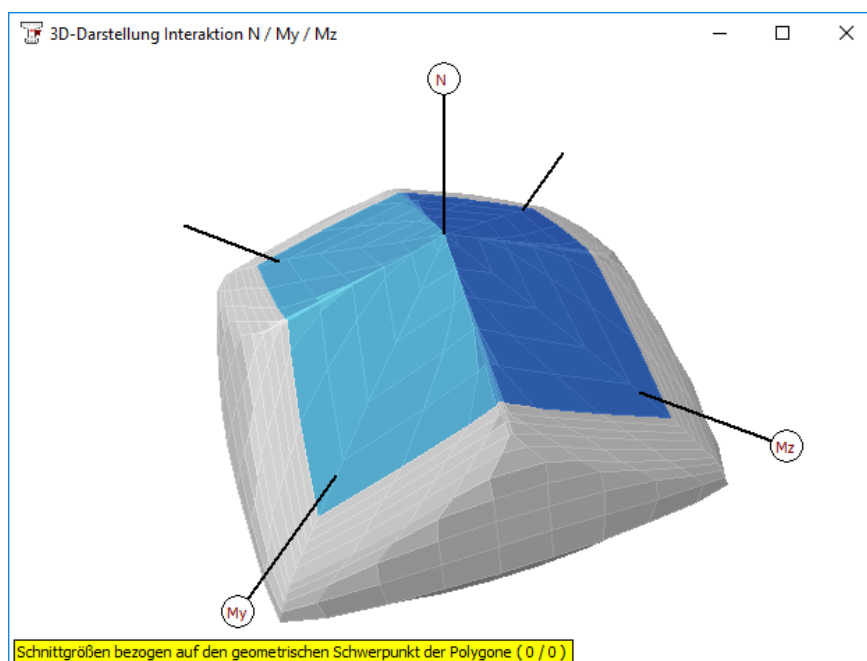 3D-Darstellung Interaktion N / My / Mz
N
Mz
My
Schnittgrößen bezogen auf den geometrischen Schwerpunkt der Polygone ( 0 / 0 )